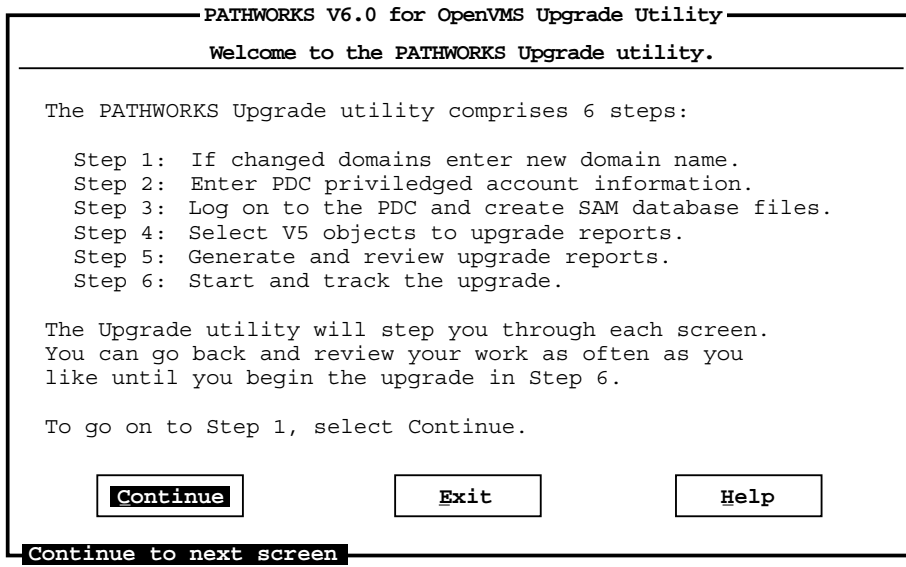 PATHWORKS V6.0 for OpenVMS Upgrade Utility
Welcome to the PATHWORKS Upgrade utility.
The PATHWORKS Upgrade utility comprises 6 steps:
Step 1: If changed domains enter new domain name.
Step 2: Enter PDC priviledged account information.
Step 3: Log on to the PDC and create SAM database files.
Step 4: Select V5 objects to upgrade reports.
Step 5: Generate and review upgrade reports.
Step 6: Start and track the upgrade.
The Upgrade utility will step you through each screen.
You can go back and review your work as often as you
like until you begin the upgrade in Step 6.
To go on to Step 1, select Continue.
Continue Exit Help
Continue to next screen